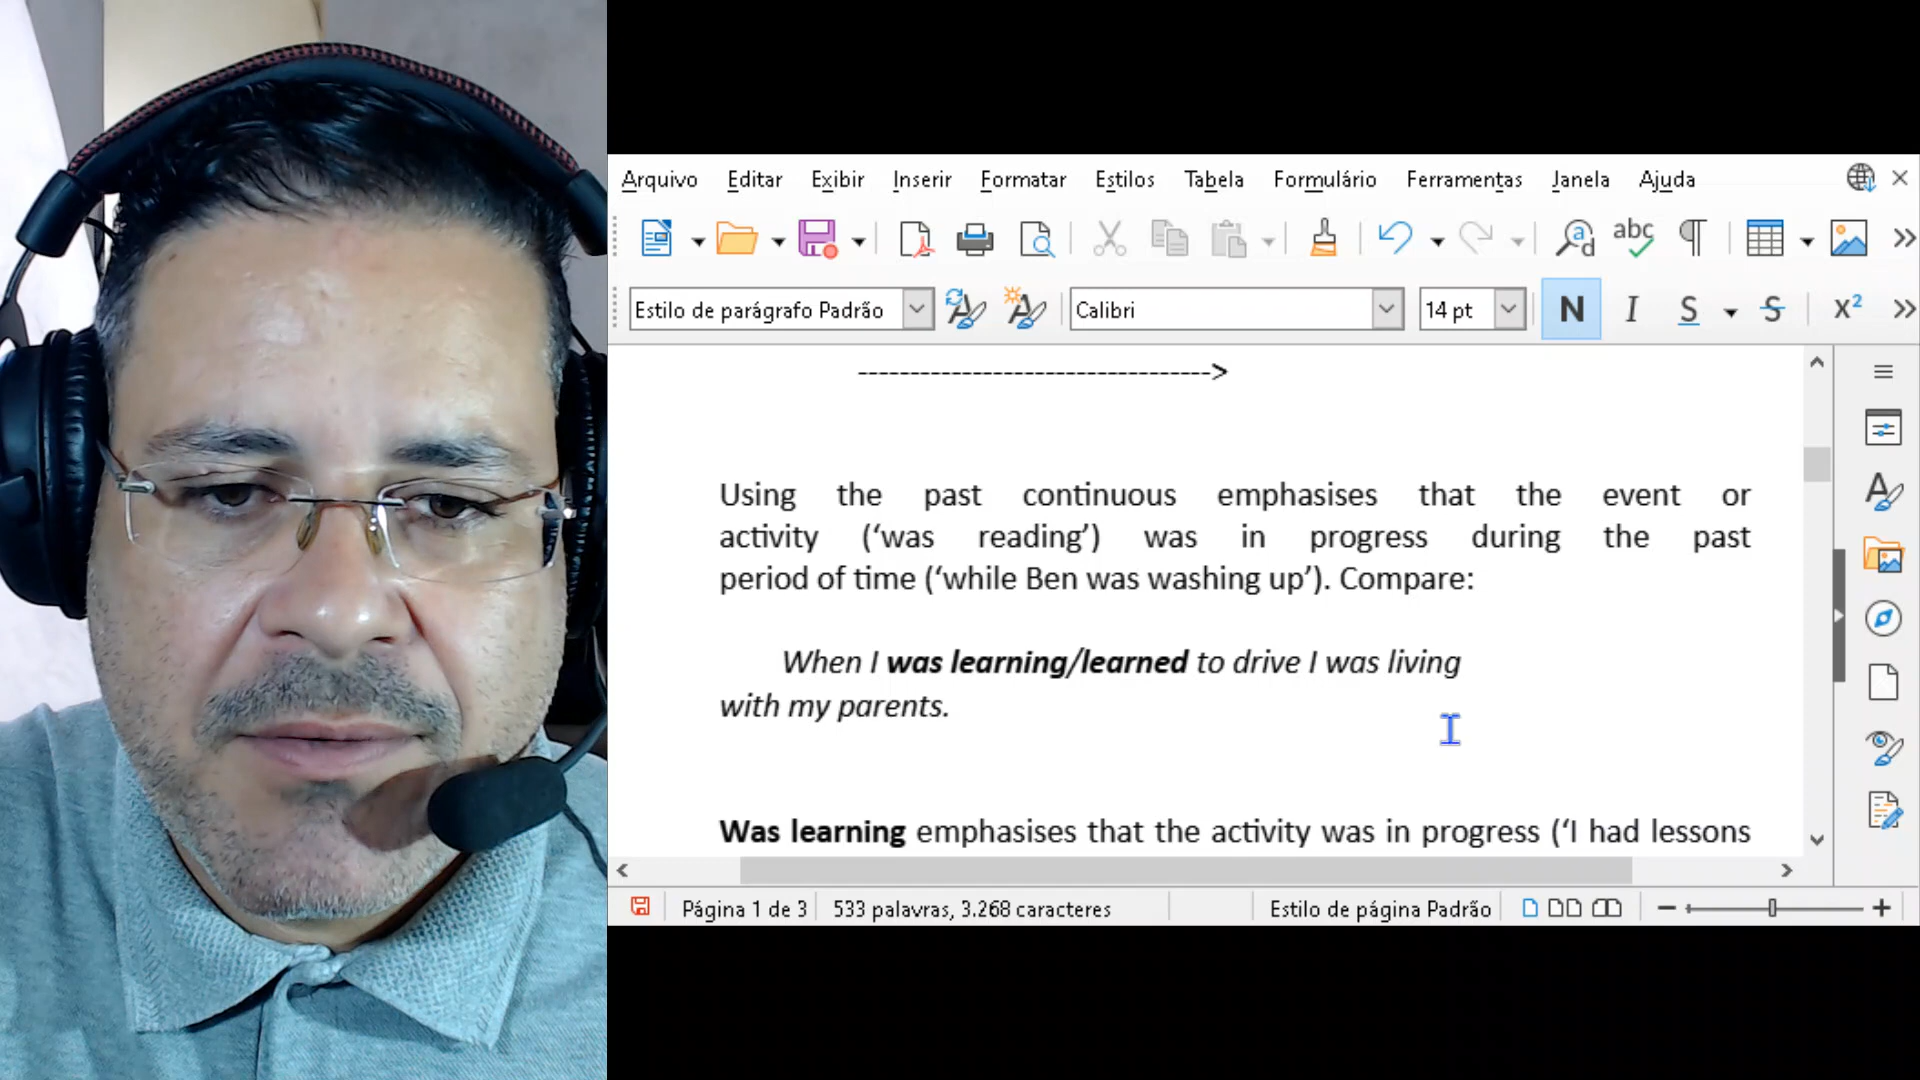 Arquivo Editar Exibir Inserir Formatar Estilos Tabela Formulário Ferramentas Janela Ajuda
abc
Estilo de parágrafo Padrão Calibri 14 pt N I S S X²
--------------------------------->
Using the past continuous emphasises that the event or
activity (‘was reading’) was in progress during the past
period of time (‘while Ben was washing up’). Compare:
When I was learning/learned to drive I was living
with my parents.
Was learning emphasises that the activity was in progress (‘I had lessons
Página 1 de 3 533 palavras, 3.268 caracteres Estilo de página Padrão